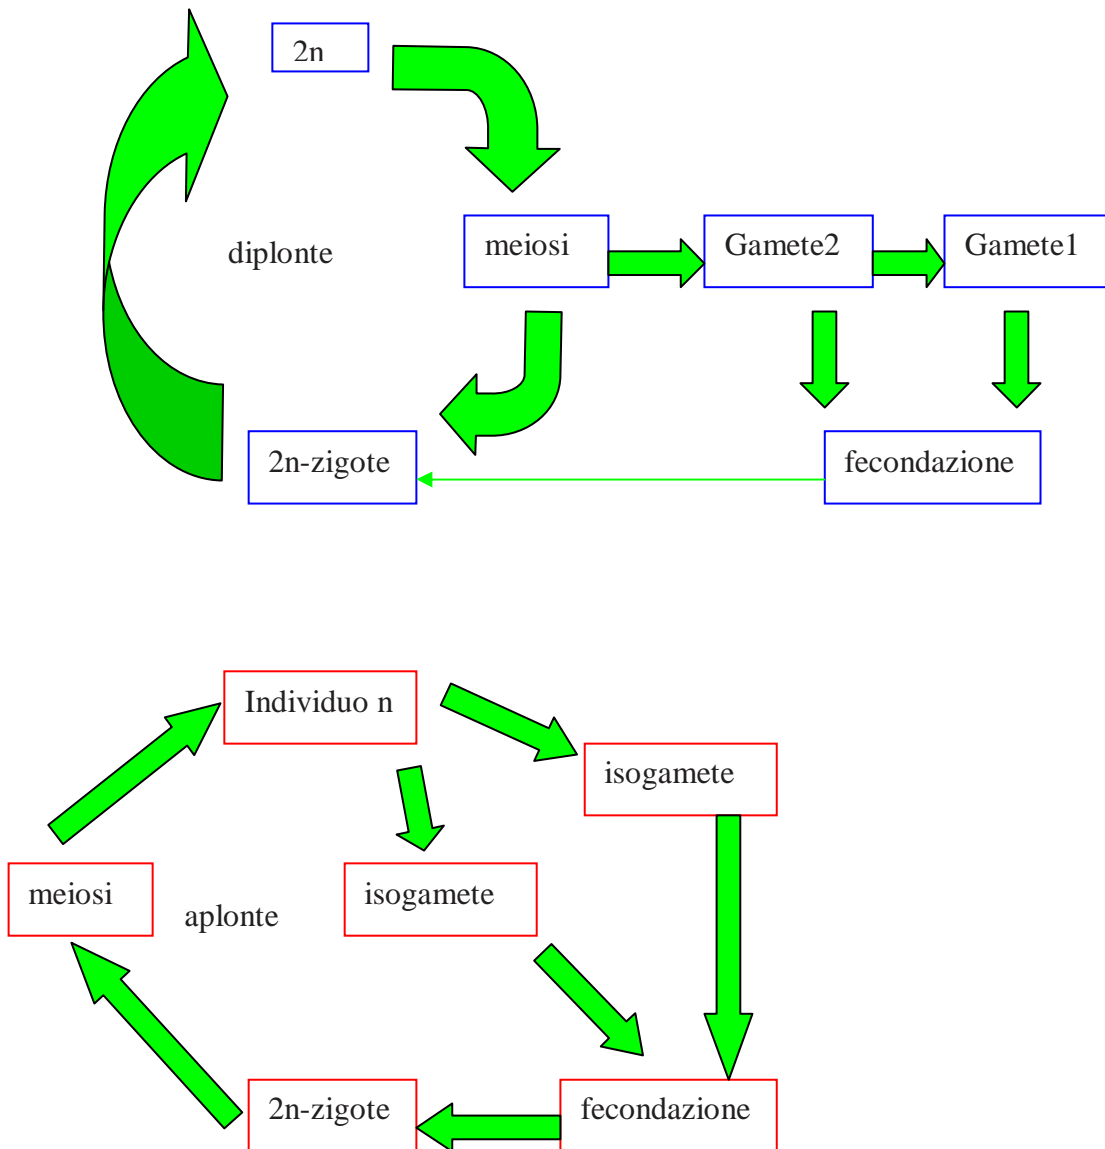 2n
diplonte
meiosi
Gamete2
Gamete1
2n-zigote
fecondazione
Individuo n
isogamete
meiosi
aplonte
isogamete
2n-zigote
fecondazione